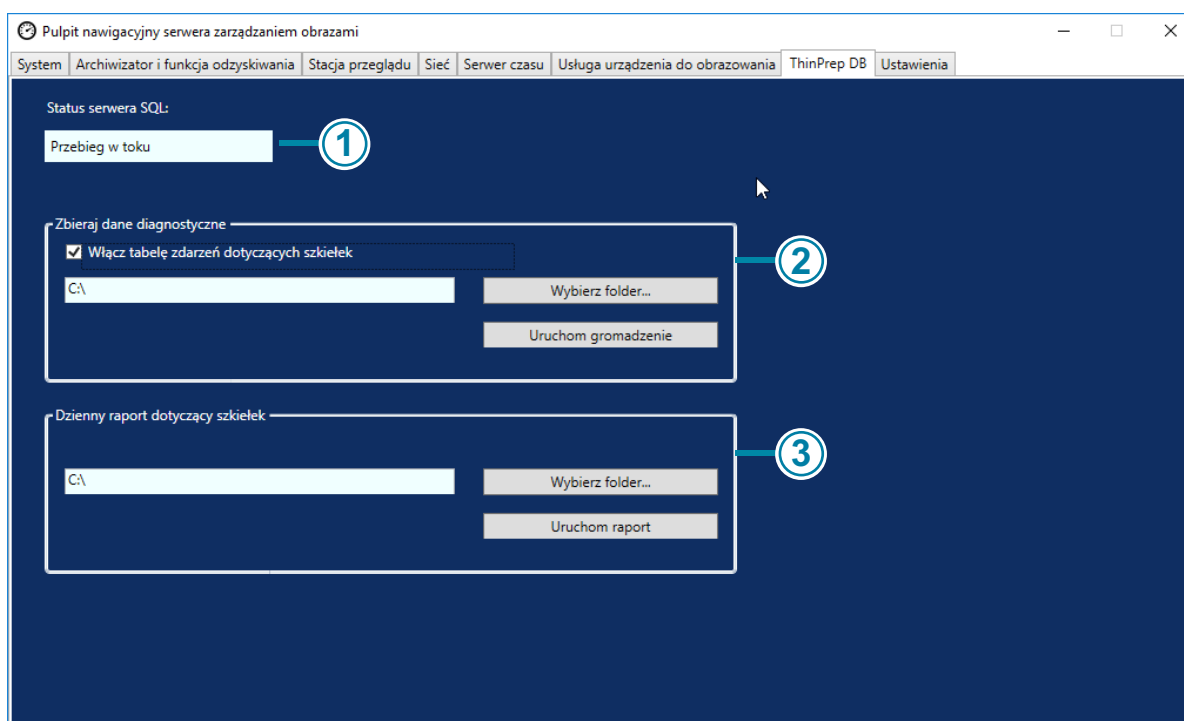 Pulpit nawigacyjny serwera zarządzaniem obrazami
System Archiwizator i funkcja odzyskiwania Stacja przeglądu Sieć Serwer czasu Usługa urządzenia do obrazowania ThinPrep DB Ustawienia
Status serwera SQL:
Przebieg w toku 1
Zbieraj dane diagnostyczne
Włącz tabelę zdarzeń dotyczących szkiełek 2
C:\ Wybierz folder...
Uruchom gromadzenie
Dzienny raport dotyczący szkiełek
3
C:\ Wybierz folder...
Uruchom raport